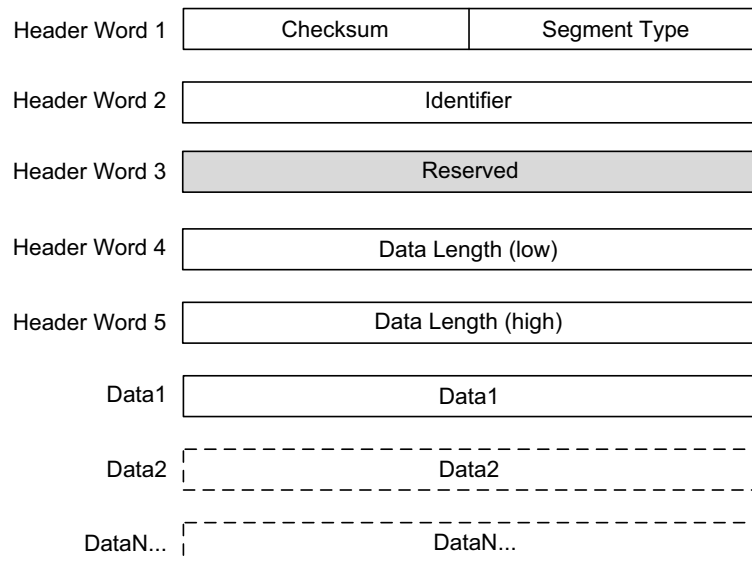 Header Word 1 Checksum Segment Type
Header Word 2 Identifier
Header Word 3 Reserved
Header Word 4 Data Length (low)
Header Word 5 Data Length (high)
Data1 Data1
Data2 Data2
DataN... DataN...